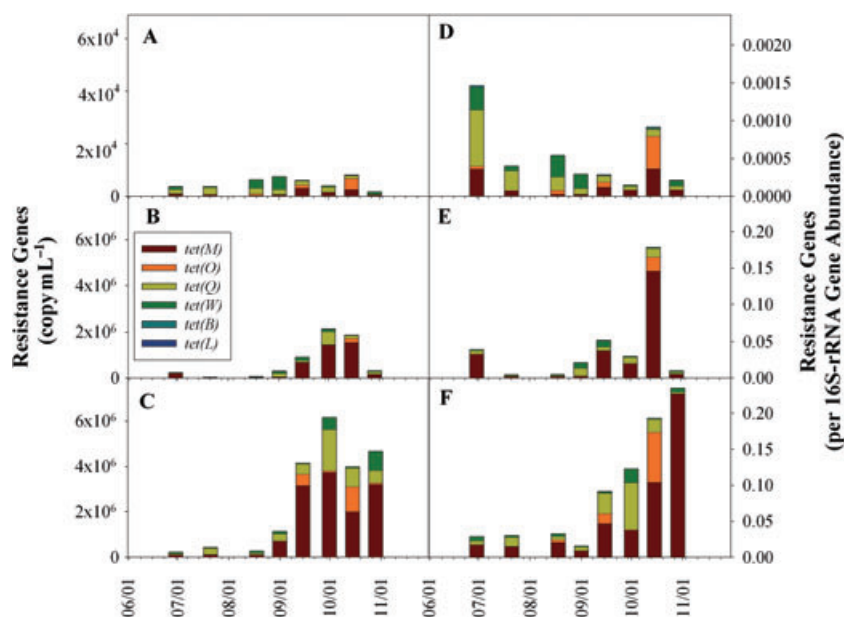 A
D
6x10⁴
4x10⁴
2x10⁴
0
0.0020
0.0015
0.0010
0.0005
0.0000
B
E
6x10⁶
4x10⁶
2x10⁶
0
tet(M)
tet(O)
tet(Q)
tet(W)
tet(B)
tet(L)
0.20
0.15
0.10
0.05
0.00
C
F
6x10⁶
4x10⁶
2x10⁶
0
0.20
0.15
0.10
0.05
0.00
06/01
07/01
08/01
09/01
10/01
11/01
06/01
07/01
08/01
09/01
10/01
11/01
Resistance Genes
(copy mL⁻¹)
Resistance Genes
(per 16S-rRNA Gene Abundance)